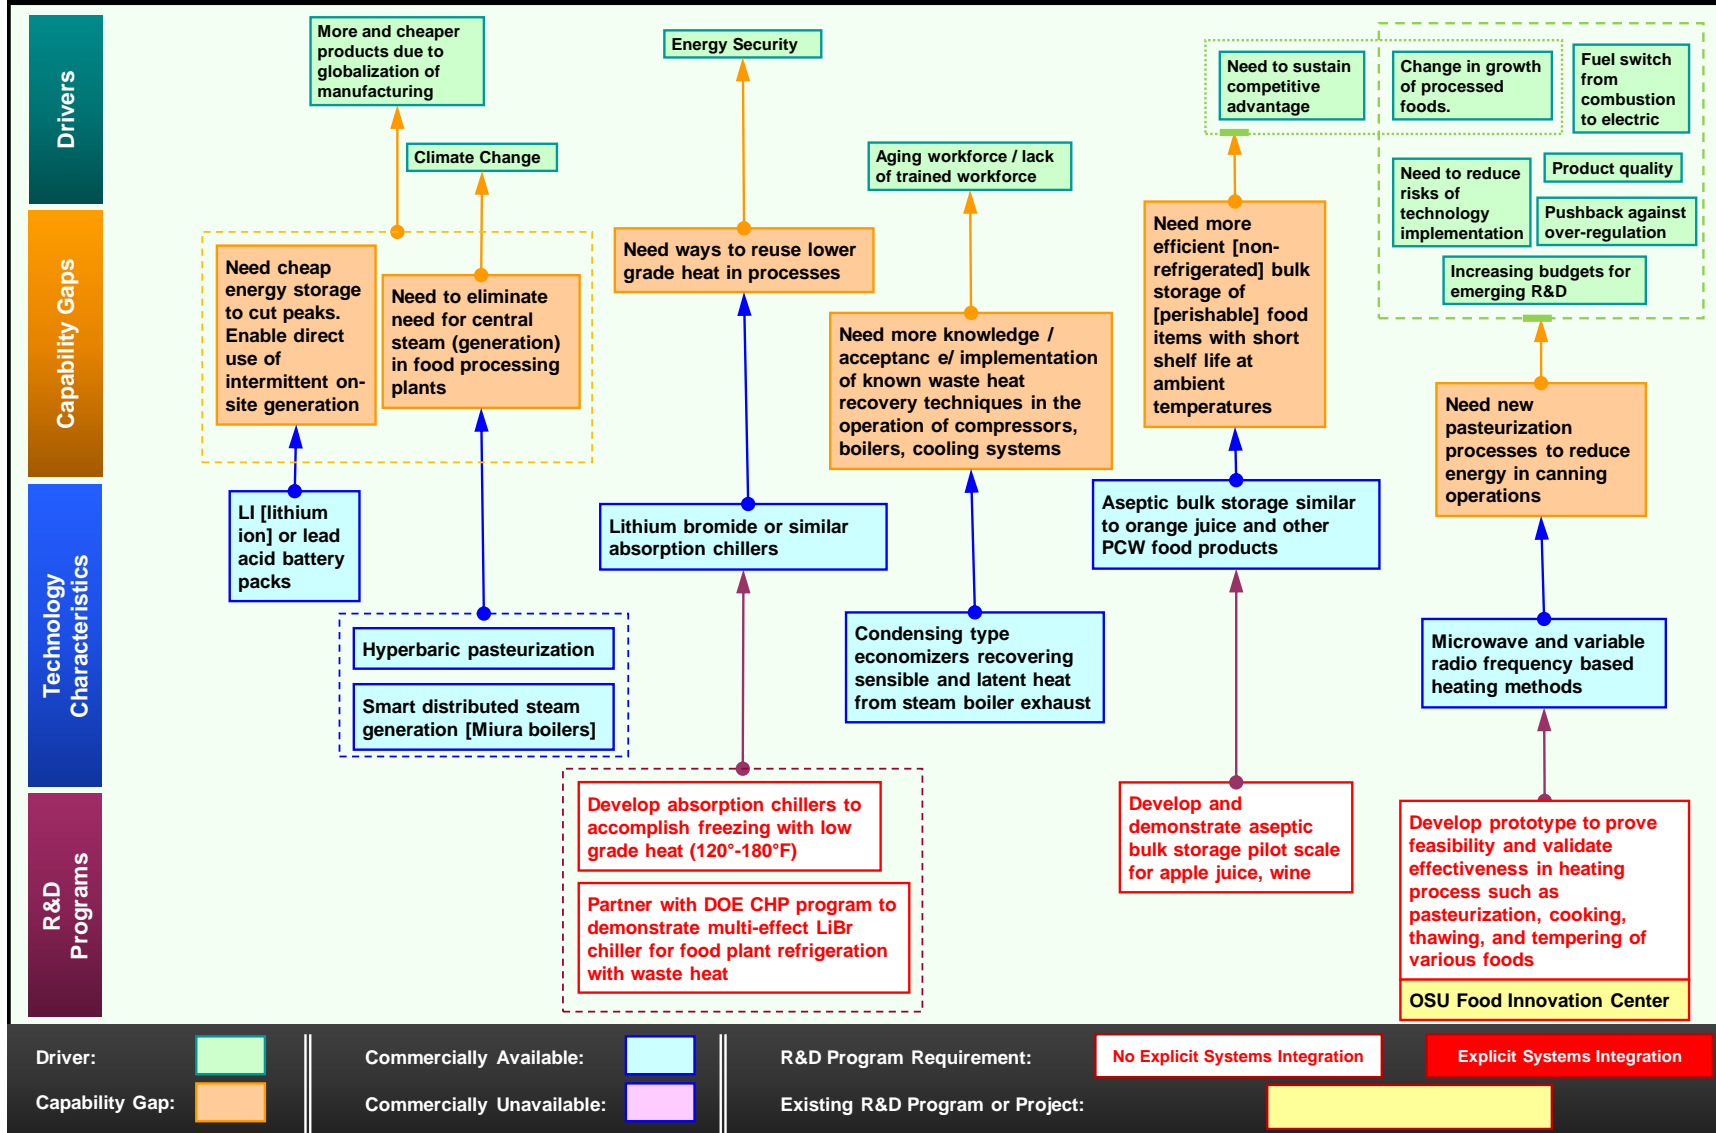 Drivers
More and cheaper
products due to
globalization of
manufacturing
Climate Change
Energy Security
Aging workforce / lack
of trained workforce
Need to sustain
competitive
advantage
Change in growth
of processed
foods.
Fuel switch
from
combustion
to electric
Need to reduce
risks of
technology
implementation
Product quality
Pushback against
over-regulation
Increasing budgets for
emerging R&D
Capability Gaps
Need cheap
energy storage
to cut peaks.
Enable direct
use of
intermittent on-
site generation
Need to eliminate
need for central
steam (generation)
in food processing
plants
Need ways to reuse lower
grade heat in processes
Need more knowledge /
acceptanc e/ implementation
of known waste heat
recovery techniques in the
operation of compressors,
boilers, cooling systems
Need more
efficient [non-
refrigerated] bulk
storage of
[perishable] food
items with short
shelf life at
ambient
temperatures
Need new
pasteurization
processes to reduce
energy in canning
operations
Technology
Characteristics
LI [lithium
ion] or lead
acid battery
packs
Hyperbaric pasteurization
Smart distributed steam
generation [Miura boilers]
Lithium bromide or similar
absorption chillers
Condensing type
economizers recovering
sensible and latent heat
from steam boiler exhaust
Aseptic bulk storage similar
to orange juice and other
PCW food products
Microwave and variable
radio frequency based
heating methods
R&D
Programs
Develop absorption chillers to
accomplish freezing with low
grade heat (120°-180°F)
Partner with DOE CHP program to
demonstrate multi-effect LiBr
chiller for food plant refrigeration
with waste heat
Develop and
demonstrate aseptic
bulk storage pilot scale
for apple juice, wine
Develop prototype to prove
feasibility and validate
effectiveness in heating
process such as
pasteurization, cooking,
thawing, and tempering of
various foods
OSU Food Innovation Center
Driver:
Capability Gap:
Commercially Available:
Commercially Unavailable:
R&D Program Requirement:
No Explicit Systems Integration
Explicit Systems Integration
Existing R&D Program or Project: